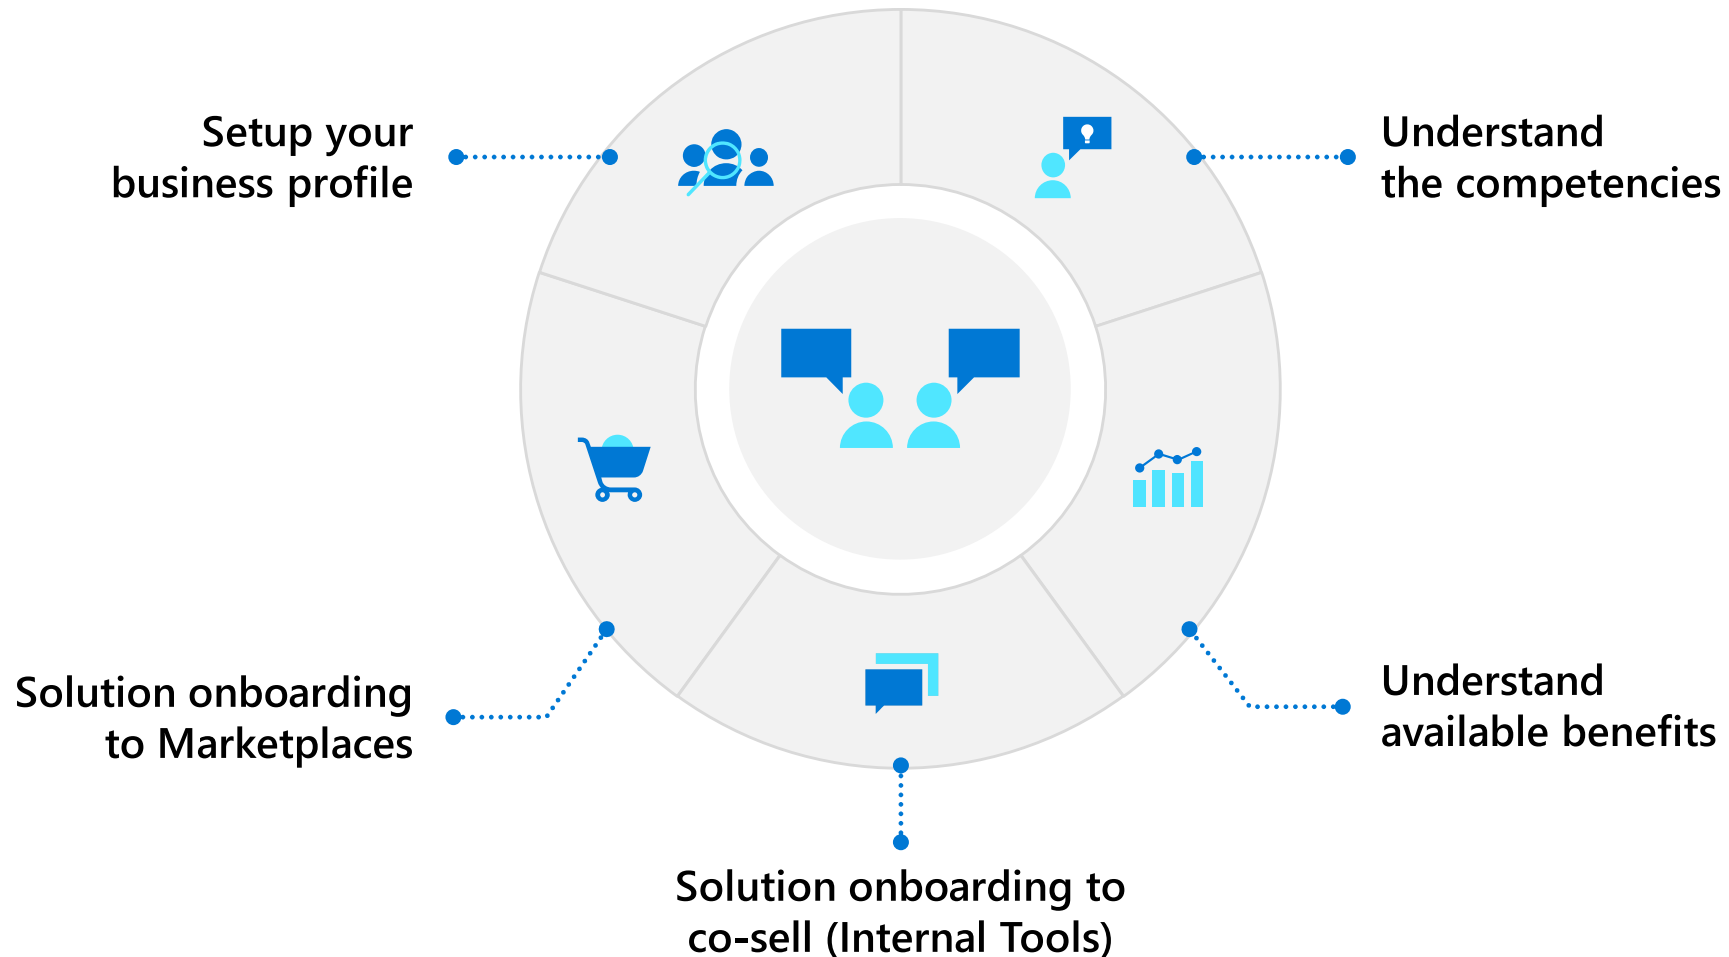 Setup your
business profile
Understand
the competencies
Solution onboarding
to Marketplaces
Understand
available benefits
Solution onboarding to
co-sell (Internal Tools)